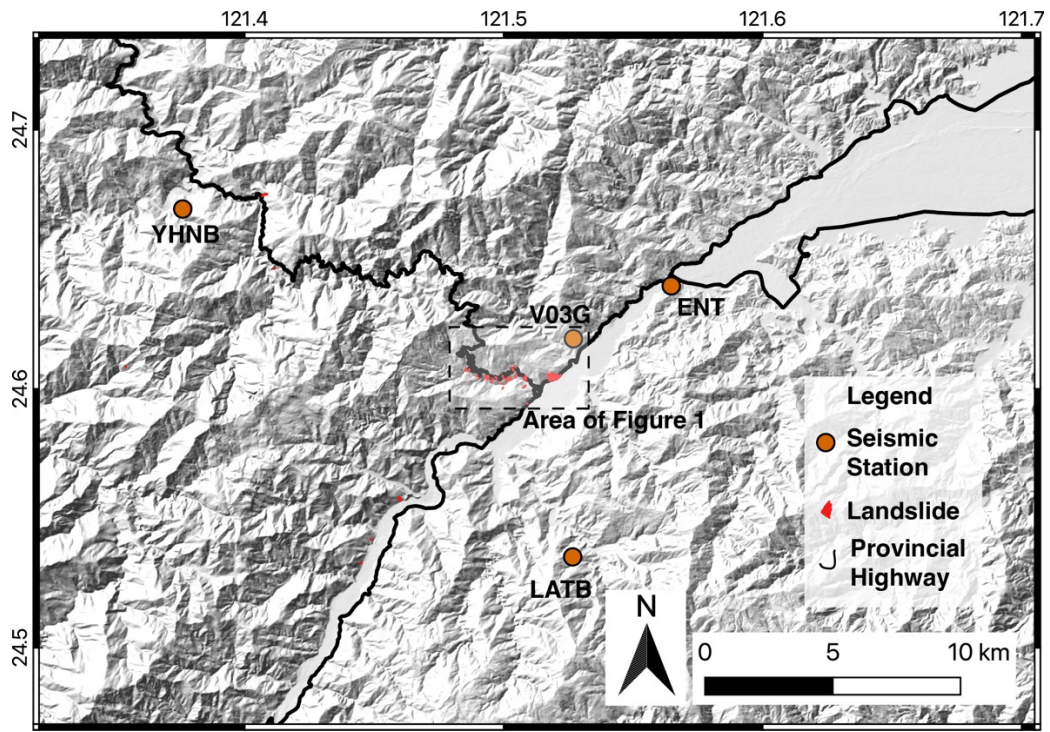 121.4 121.5 121.6 121.7
24.7
YHNB
V03G
ENT
24.6
Area of Figure 1
Legend
Seismic
Station
Landslide
Provincial
Highway
LATB
24.5
N
0 5 10 km